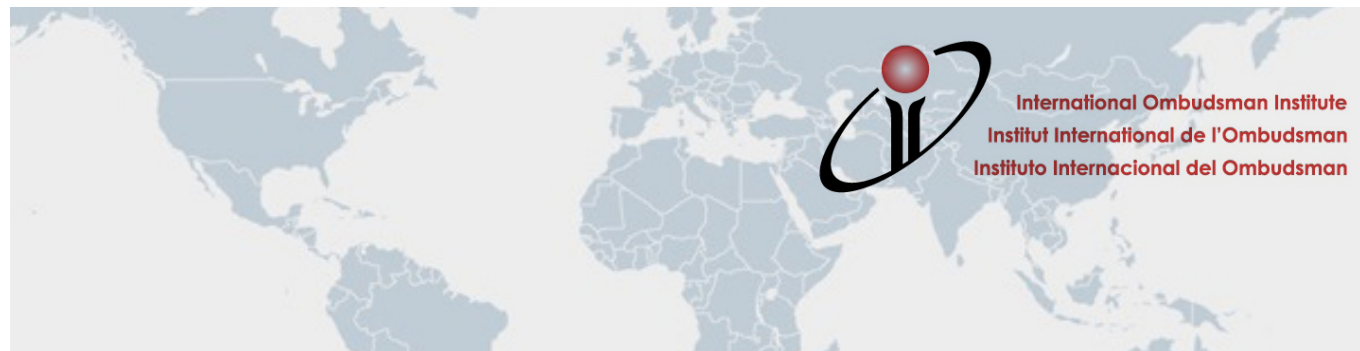 International Ombudsman Institute
Institut International de l'Ombudsman
Instituto Internacional del Ombudsman